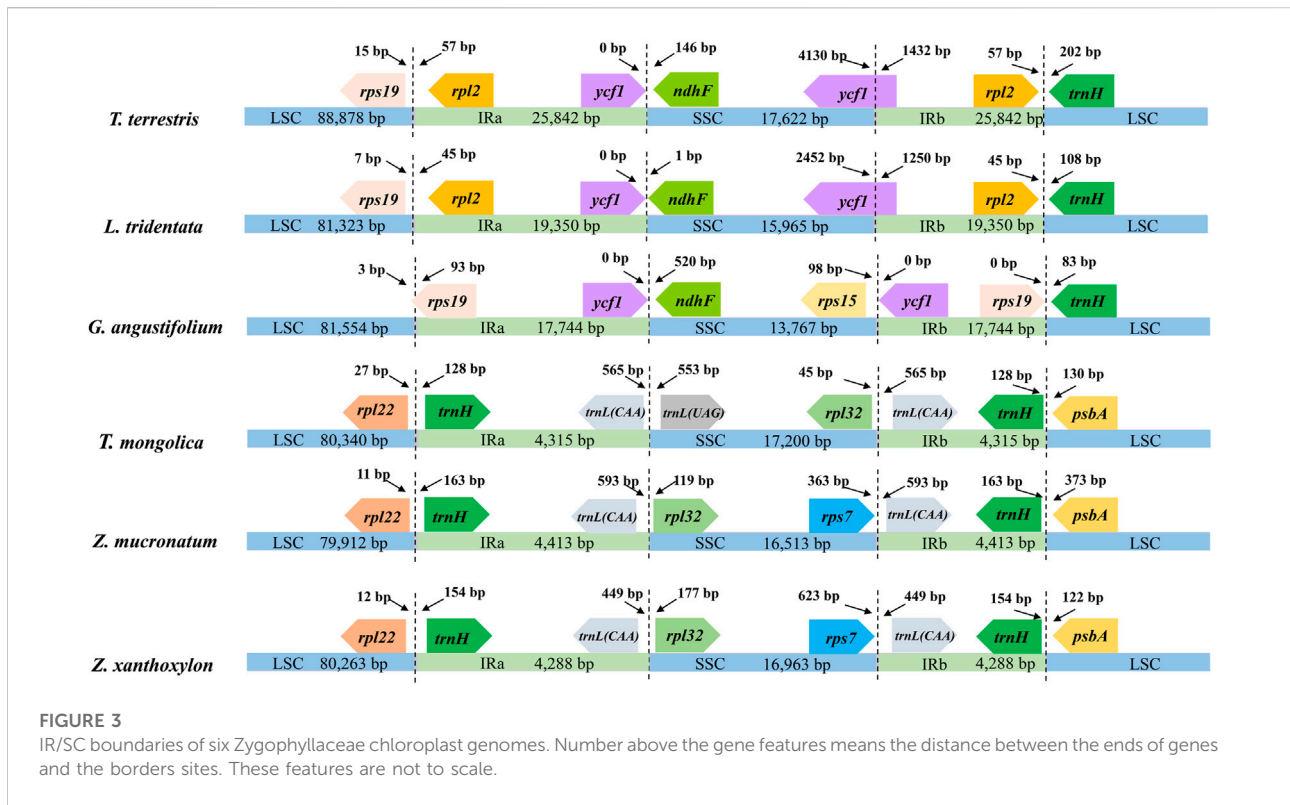 15 bp 57 bp 0 bp 146 bp 4130 bp 1432 bp 57 bp 202 bp
rps19 rpl2 ycf1 ndhF ycf1 rpl2 trnH
T. terrestris LSC 88,878 bp IRa 25,842 bp SSC 17,622 bp IRb 25,842 bp LSC
7 bp 45 bp 0 bp 1 bp 2452 bp 1250 bp 45 bp 108 bp
rps19 rpl2 ycf1 ndhF ycf1 rpl2 trnH
L. tridentata LSC 81,323 bp IRa 19,350 bp SSC 15,965 bp IRb 19,350 bp LSC
3 bp 93 bp 0 bp 520 bp 98 bp 0 bp 0 bp 83 bp
rps19 ycf1 ndhF rps15 ycf1 rps19 trnH
G. angustifolium LSC 81,554 bp IRa 17,744 bp SSC 13,767 bp IRb 17,744 bp LSC
27 bp 128 bp 565 bp 553 bp 45 bp 565 bp 128 bp 130 bp
rpl22 trnH trnL(CAA) trnL(UAG) rpl32 trnL(CAA) trnH psbA
T. mongolica LSC 80,340 bp IRa 4,315 bp SSC 17,200 bp IRb 4,315 bp LSC
11 bp 163 bp 593 bp 119 bp 363 bp 593 bp 163 bp 373 bp
rpl22 trnH trnL(CAA) rpl32 rps7 trnL(CAA) trnH psbA
Z. mucronatum LSC 79,912 bp IRa 4,413 bp SSC 16,513 bp IRb 4,413 bp LSC
12 bp 154 bp 449 bp 177 bp 623 bp 449 bp 154 bp 122 bp
rpl22 trnH trnL(CAA) rpl32 rps7 trnL(CAA) trnH psbA
Z. xanthoxylon LSC 80,263 bp IRa 4,288 bp SSC 16,963 bp IRb 4,288 bp LSC
FIGURE 3
IR/SC boundaries of six Zygophyllaceae chloroplast genomes. Number above the gene features means the distance between the ends of genes
and the borders sites. These features are not to scale.